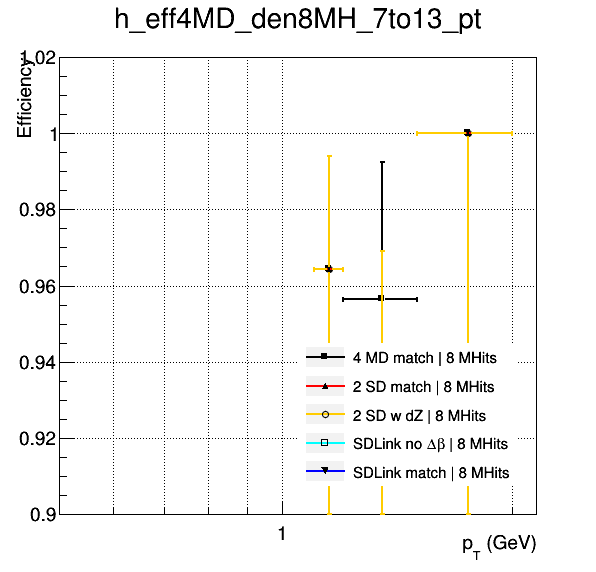 h_eff4MD_den8MH_7to13_pt
Efficiency
1.02
1
0.98
0.96
0.94
0.92
0.9
4 MD match | 8 MHits
2 SD match | 8 MHits
2 SD w dZ | 8 MHits
SDLink no Δβ | 8 MHits
SDLink match | 8 MHits
1
p_T (GeV)